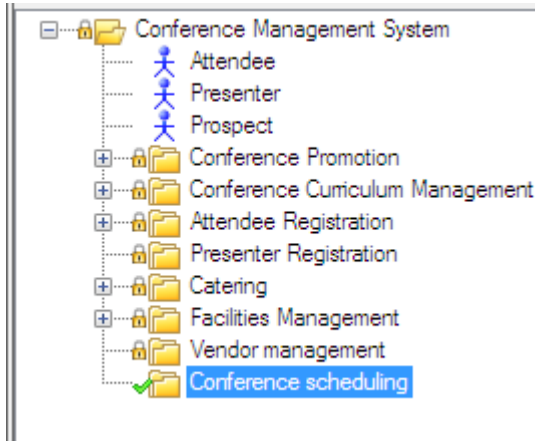 Conference Management System
Attendee
Presenter
Prospect
Conference Promotion
Conference Curriculum Management
Attendee Registration
Presenter Registration
Catering
Facilities Management
Vendor management
Conference scheduling